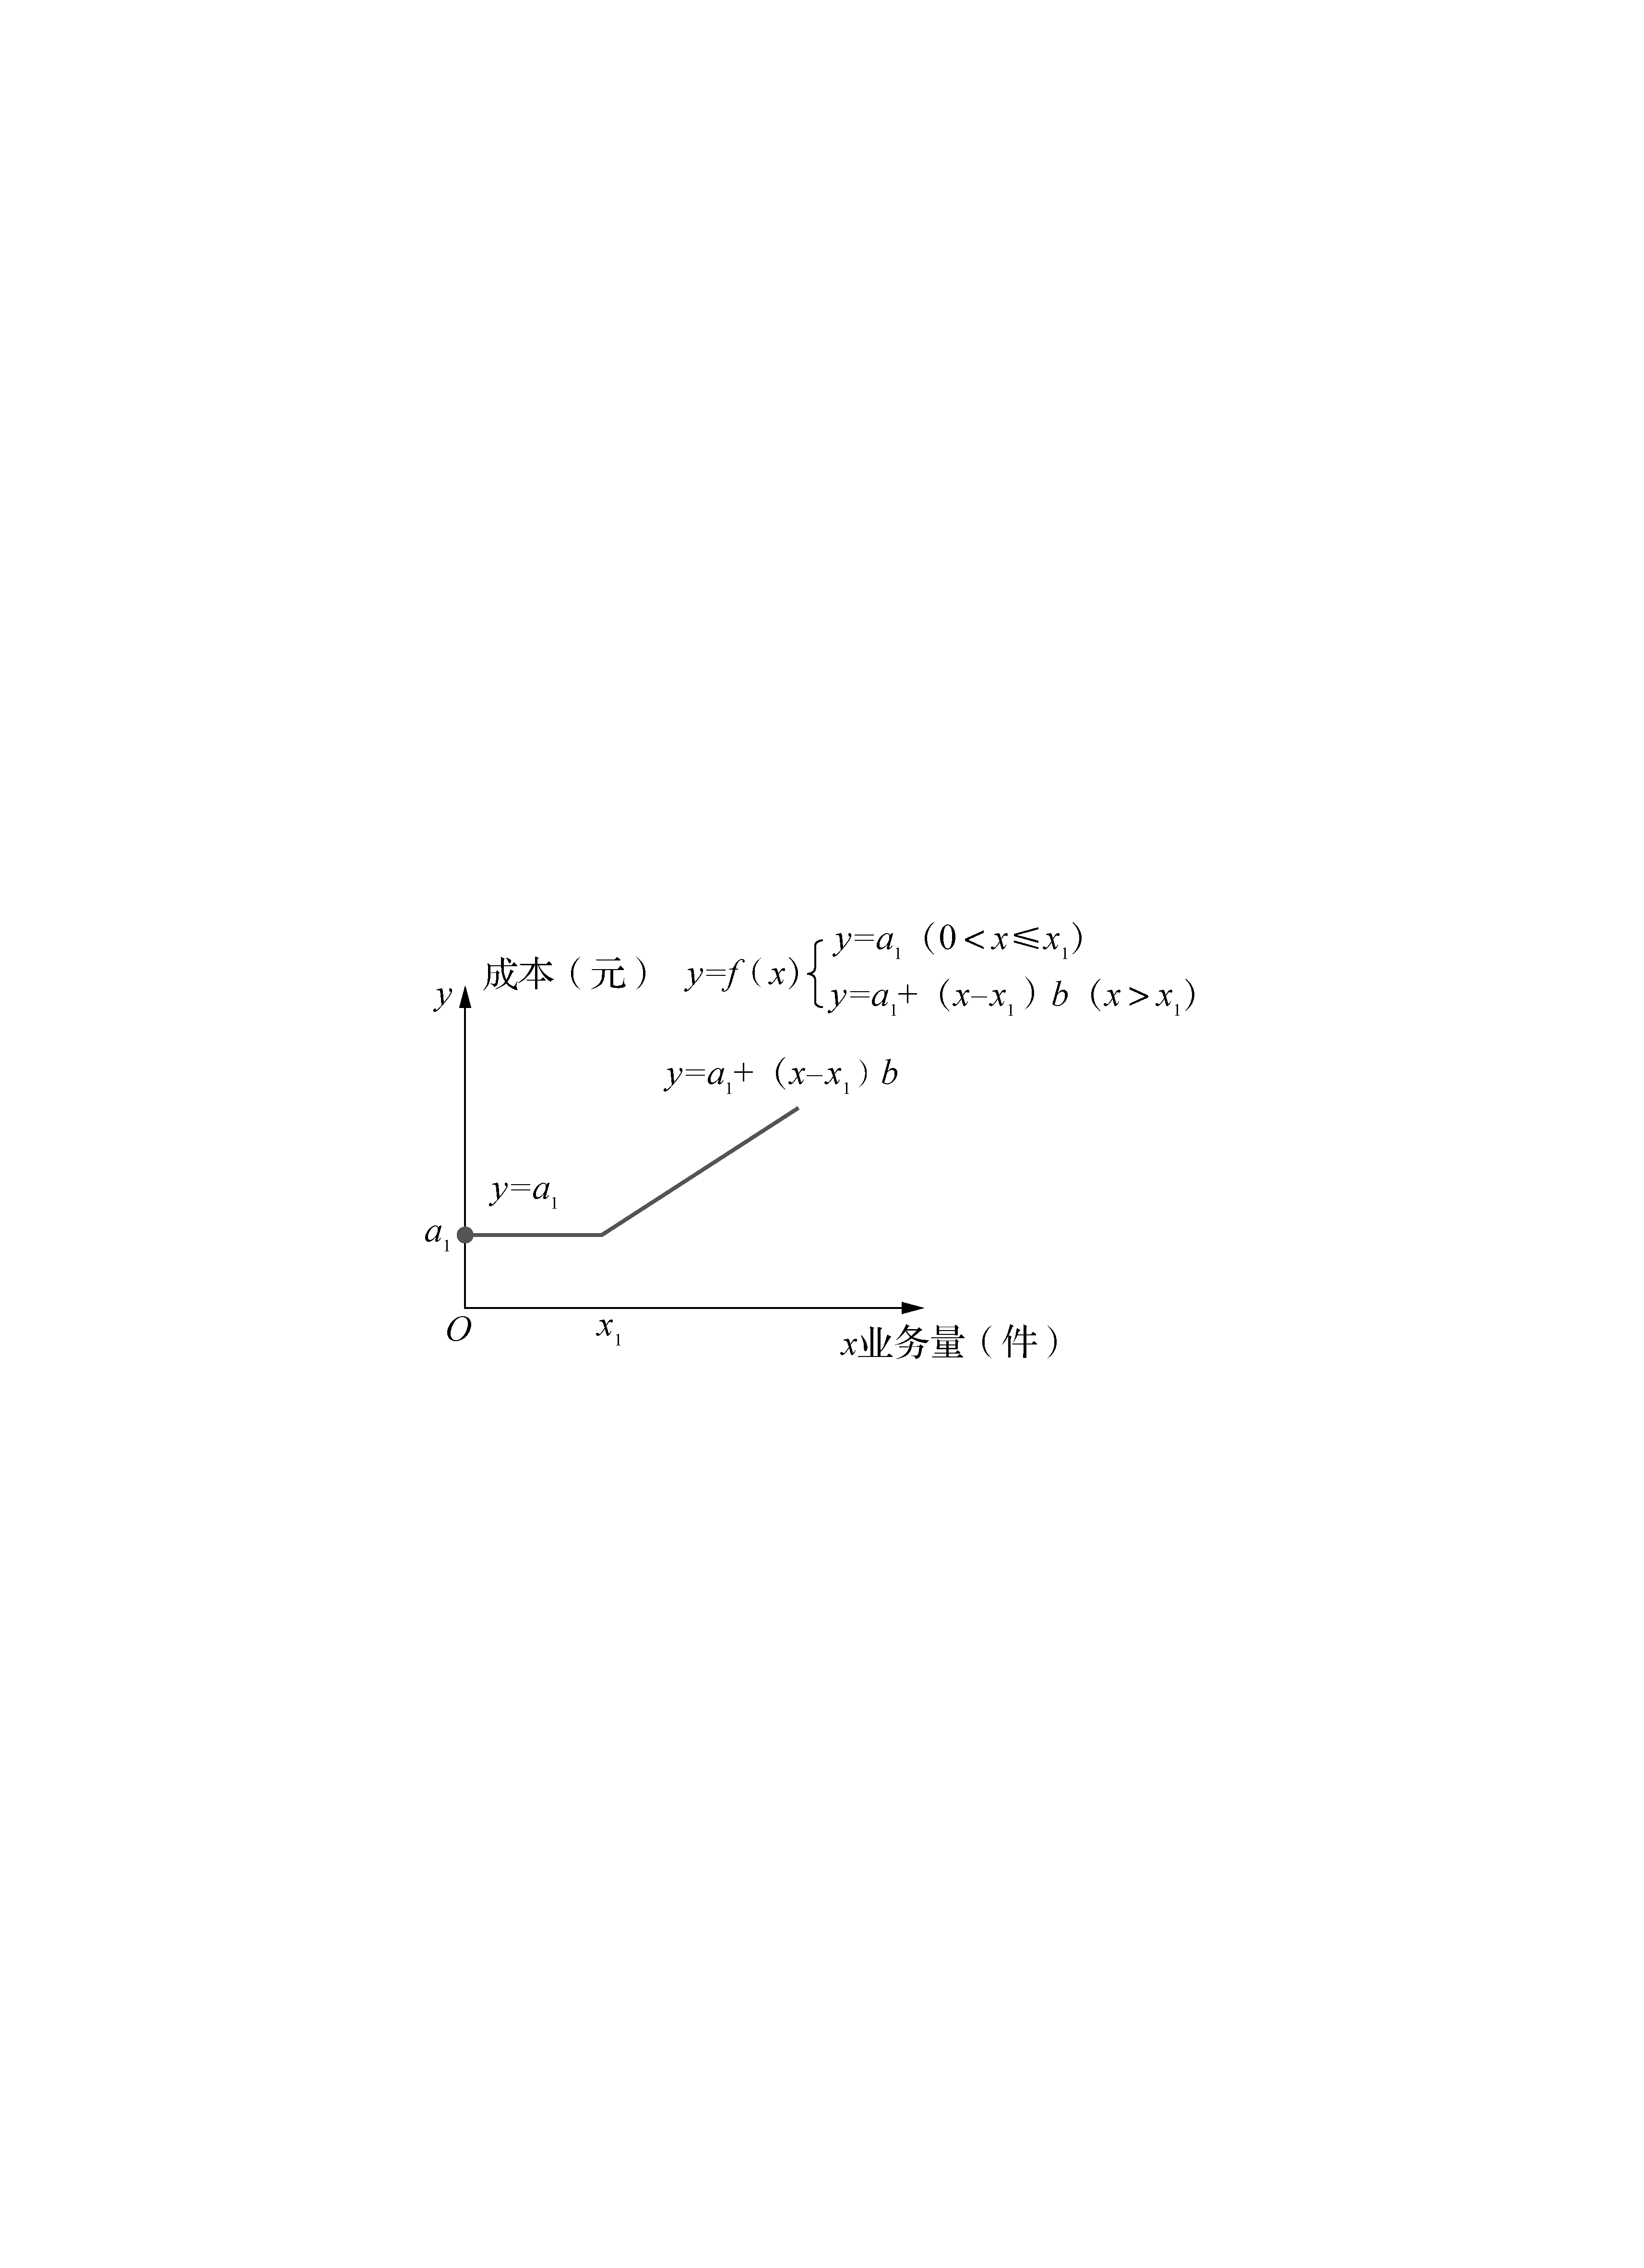 y=a₁（0＜x≤x₁）
成本（元） y=f（x）
y=a₁+（x–x₁）b（x＞x₁）
y
y=a₁+（x–x₁）b
y=a₁
a₁
O
x₁
x业务量（件）